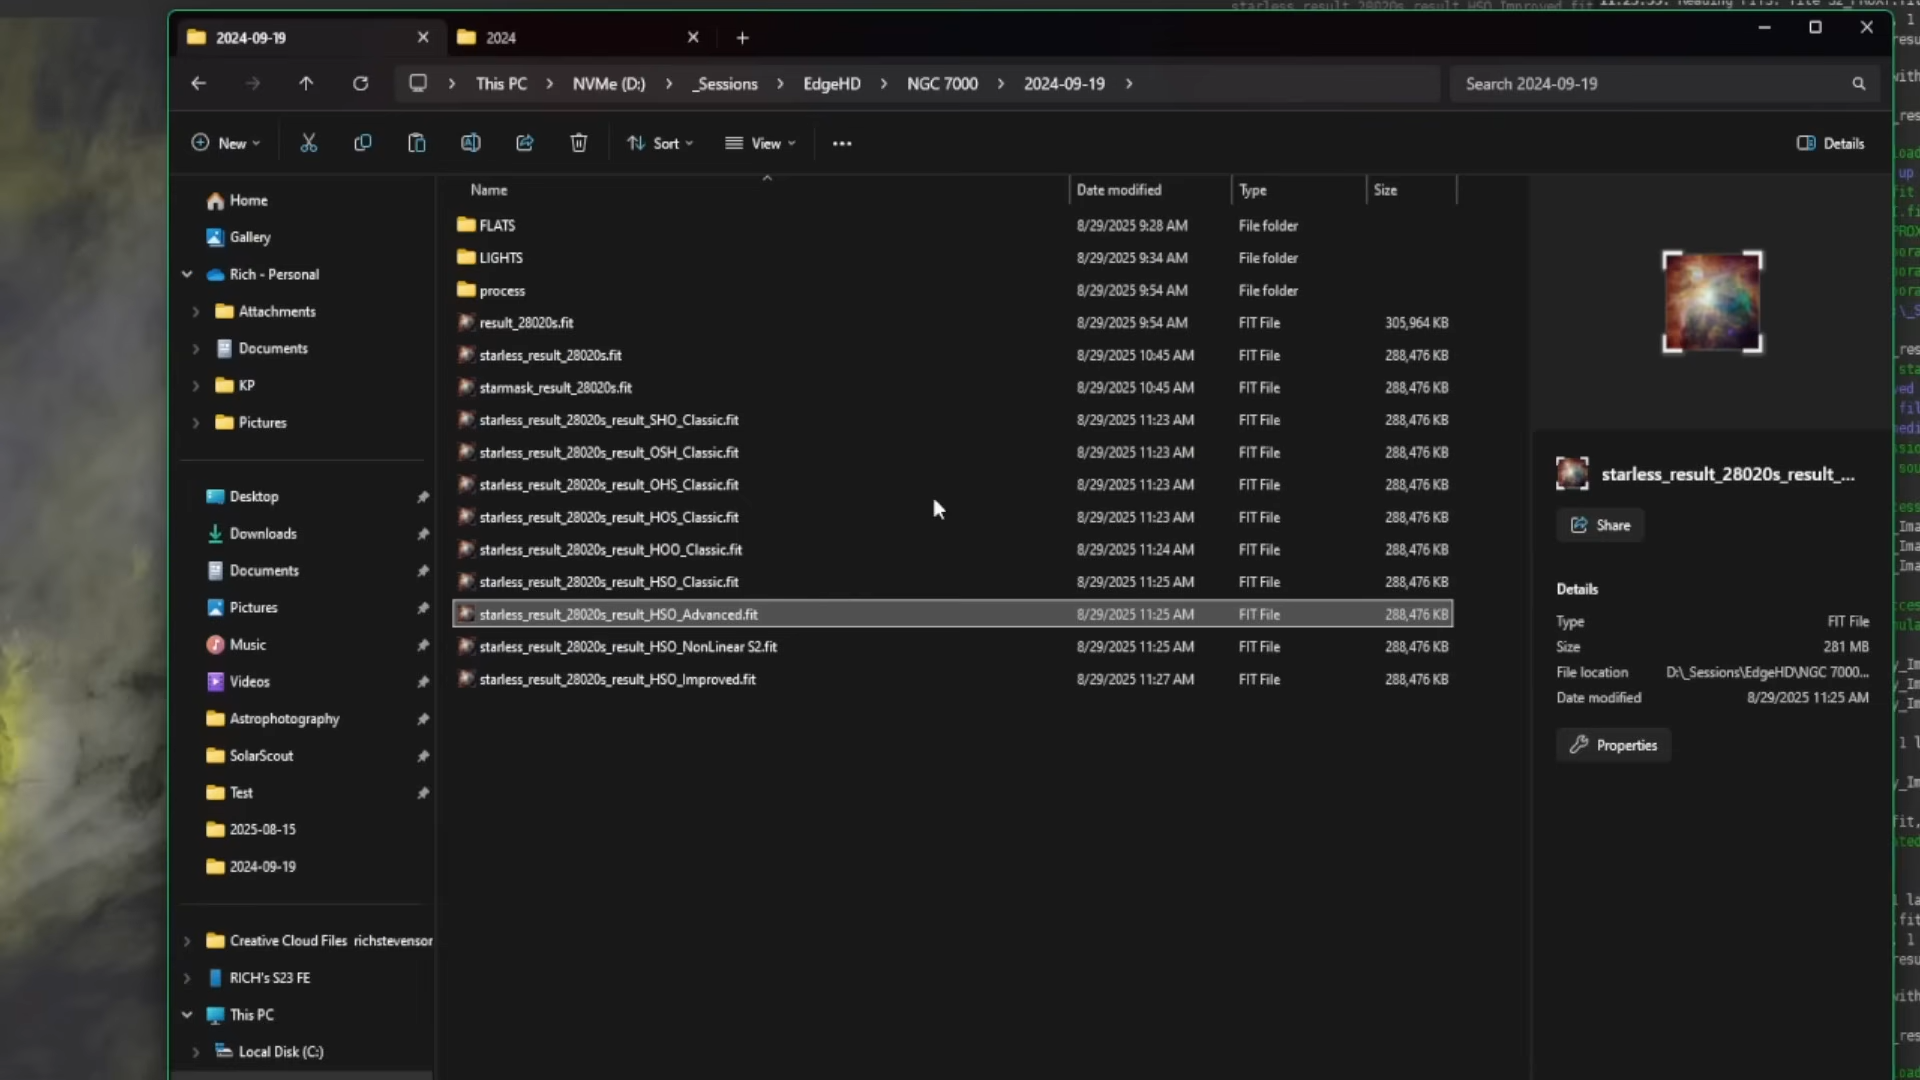 2024-09-19
2024
This PC > NVMe (D:) > _Sessions > EdgeHD > NGC 7000 > 2024-09-19 >
Search 2024-09-19
New
Sort
View
Details
Home
Gallery
Rich - Personal
Attachments
Documents
KP
Pictures
Desktop
Downloads
Documents
Pictures
Music
Videos
Astrophotography
SolarScout
Test
2025-08-15
2024-09-19
Creative Cloud Files richstevensor
RICH's S23 FE
This PC
Local Disk (C:)
Name Date modified Type Size
FLATS 8/29/2025 9:28 AM File folder
LIGHTS 8/29/2025 9:34 AM File folder
process 8/29/2025 9:54 AM File folder
result_28020s.fit 8/29/2025 9:54 AM FIT File 305,964 KB
starless_result_28020s.fit 8/29/2025 10:45 AM FIT File 288,476 KB
starmask_result_28020s.fit 8/29/2025 10:45 AM FIT File 288,476 KB
starless_result_28020s_result_SHO_Classic.fit 8/29/2025 11:23 AM FIT File 288,476 KB
starless_result_28020s_result_OSH_Classic.fit 8/29/2025 11:23 AM FIT File 288,476 KB
starless_result_28020s_result_OHS_Classic.fit 8/29/2025 11:23 AM FIT File 288,476 KB
starless_result_28020s_result_HOS_Classic.fit 8/29/2025 11:23 AM FIT File 288,476 KB
starless_result_28020s_result_HOO_Classic.fit 8/29/2025 11:24 AM FIT File 288,476 KB
starless_result_28020s_result_HSO_Classic.fit 8/29/2025 11:25 AM FIT File 288,476 KB
starless_result_28020s_result_HSO_Advanced.fit 8/29/2025 11:25 AM FIT File 288,476 KB
starless_result_28020s_result_HSO_NonLinear S2.fit 8/29/2025 11:25 AM FIT File 288,476 KB
starless_result_28020s_result_HSO_Improved.fit 8/29/2025 11:27 AM FIT File 288,476 KB
starless_result_28020s_result_...
Share
Details
Type FIT File
Size 281 MB
File location D:\_Sessions\EdgeHD\NGC 7000...
Date modified 8/29/2025 11:25 AM
Properties